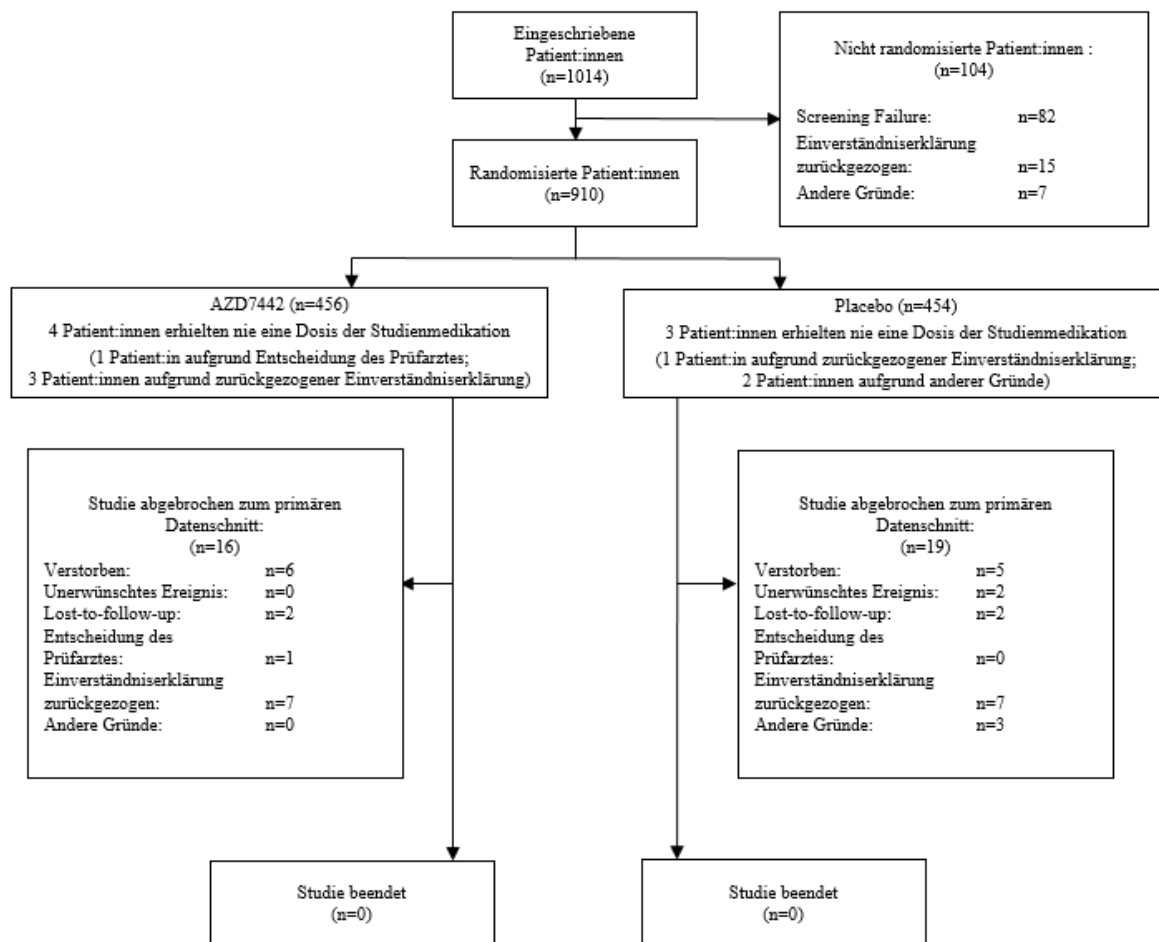 Eingeschriebene
Patient:innen
(n=1014)
Nicht randomisierte Patient:innen :
(n=104)
Screening Failure: n=82
Einverständniserklärung
zurückgezogen: n=15
Andere Gründe: n=7
Randomisierte Patient:innen
(n=910)
AZD7442 (n=456)
4 Patient:innen erhielten nie eine Dosis der Studienmedikation
(1 Patient:in aufgrund Entscheidung des Prüfarztes;
3 Patient:innen aufgrund zurückgezogener Einverständniserklärung)
Placebo (n=454)
3 Patient:innen erhielten nie eine Dosis der Studienmedikation
(1 Patient:in aufgrund zurückgezogener Einverständniserklärung;
2 Patient:innen aufgrund anderer Gründe)
Studie abgebrochen zum primären
Datenschnitt:
(n=16)
Verstorben: n=6
Unerwünschtes Ereignis: n=0
Lost-to-follow-up: n=2
Entscheidung des
Prüfarztes: n=1
Einverständniserklärung
zurückgezogen: n=7
Andere Gründe: n=0
Studie abgebrochen zum primären
Datenschnitt:
(n=19)
Verstorben: n=5
Unerwünschtes Ereignis: n=2
Lost-to-follow-up: n=2
Entscheidung des
Prüfarztes: n=0
Einverständniserklärung
zurückgezogen: n=7
Andere Gründe: n=3
Studie beendet
(n=0)
Studie beendet
(n=0)